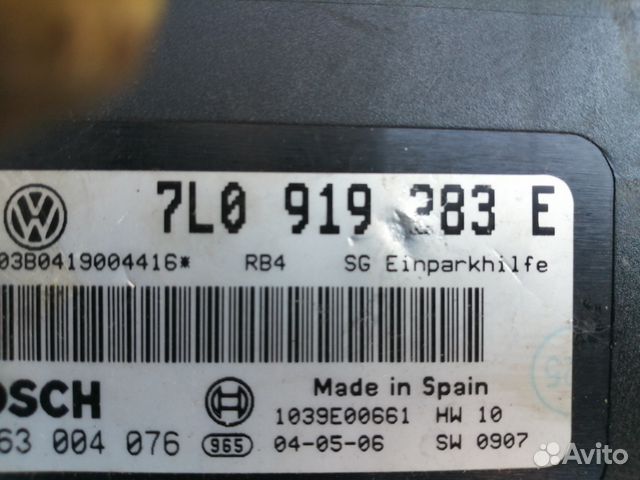 7L0 919 283 E
03B0419004416* RB4 SG Einparkhilfe
OSCH
Made in Spain
1039E00661 HW 10
63 004 076 965 04-05-06 SW 0907
Avito